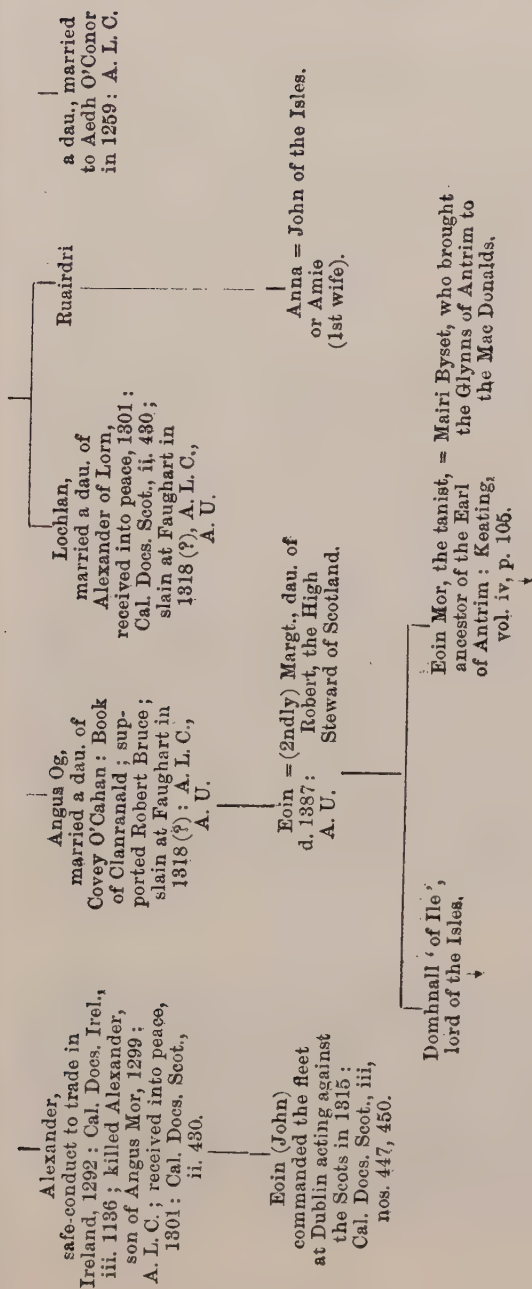 Alexander,
safe-conduct to trade in
Ireland, 1292 : Cal. Docs. Irel.,
iii. 1136 ; killed Alexander,
son of Angus Mor, 1299 :
A. L. C. ; received into peace,
1301 : Cal. Docs. Scot.,
ii. 430.
Angus Og,
married a dau. of
Covey O'Cahan : Book
of Clanranald ; sup-
ported Robert Bruce ;
slain at Faughart in
1318 (?) : A. L. C.,
A. U.
Lochlan,
married a dau. of
Alexander of Lorn,
received into peace, 1301 :
Cal. Docs. Scot., ii. 430 ;
slain at Faughart in
1318 (?), A. L. C.,
A. U.
Ruairdri
a dau., married
to Aedh O'Conor
in 1259 : A. L. C.
Eoin (John)
commanded the fleet
at Dublin acting against
the Scots in 1315 :
Cal. Docs. Scot., iii,
nos. 447, 450.
Eoin = (2ndly) Margt., dau. of
d. 1387 : Robert, the High
A. U. Steward of Scotland.
Anna = John of the Isles.
or Amie
(1st wife).
Domhnall ‘ of Ile ’,
lord of the Isles.
Eoin Mor, the tanist, = Mairi Byset, who brought
ancestor of the Earl the Glynns of Antrim to
of Antrim : Keating, the Mac Donalds.
vol. iv, p. 105.